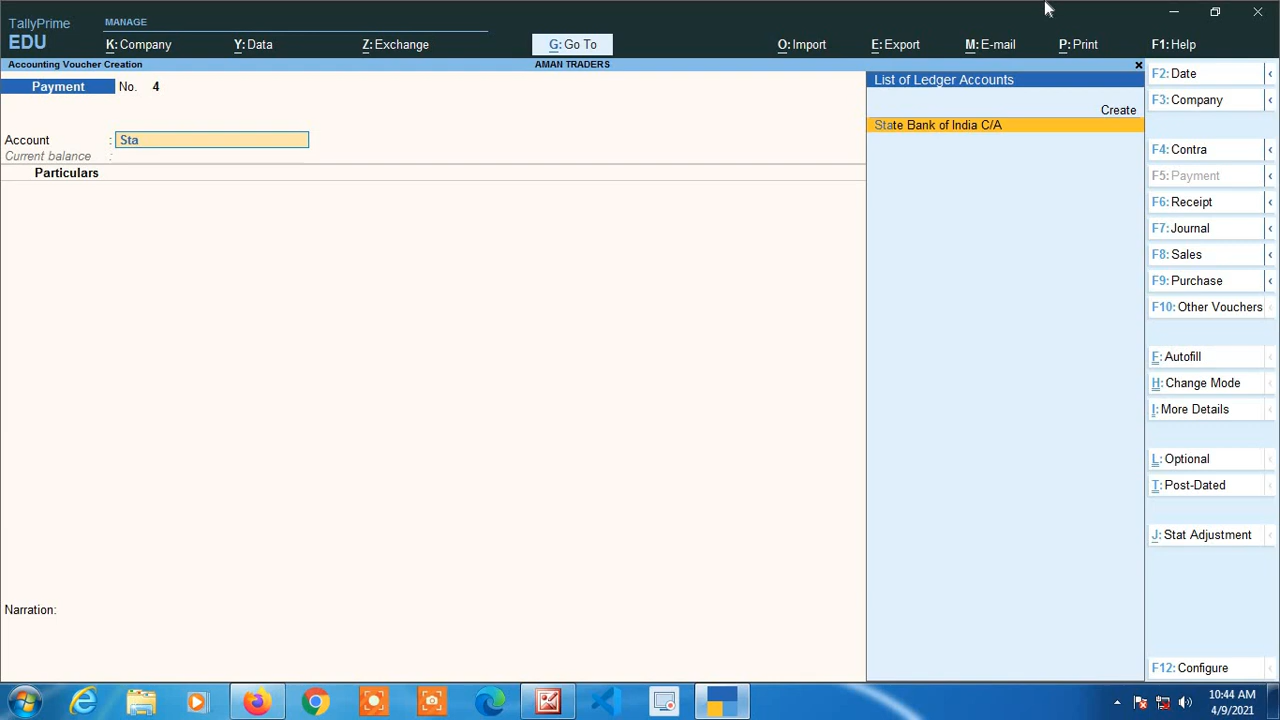 TallyPrime
EDU
MANAGE
K: Company
Y: Data
Z: Exchange
G: Go To
O: Import
E: Export
M: E-mail
P: Print
F1: Help
Accounting Voucher Creation
AMAN TRADERS
Payment No. 4
Account : Sta
Current balance :
Particulars
Narration:
List of Ledger Accounts
Create
State Bank of India C/A
F2: Date
F3: Company
F4: Contra
F5: Payment
F6: Receipt
F7: Journal
F8: Sales
F9: Purchase
F10: Other Vouchers
F: Autofill
H: Change Mode
I: More Details
L: Optional
T: Post-Dated
J: Stat Adjustment
F12: Configure
10:44 AM
4/9/2021